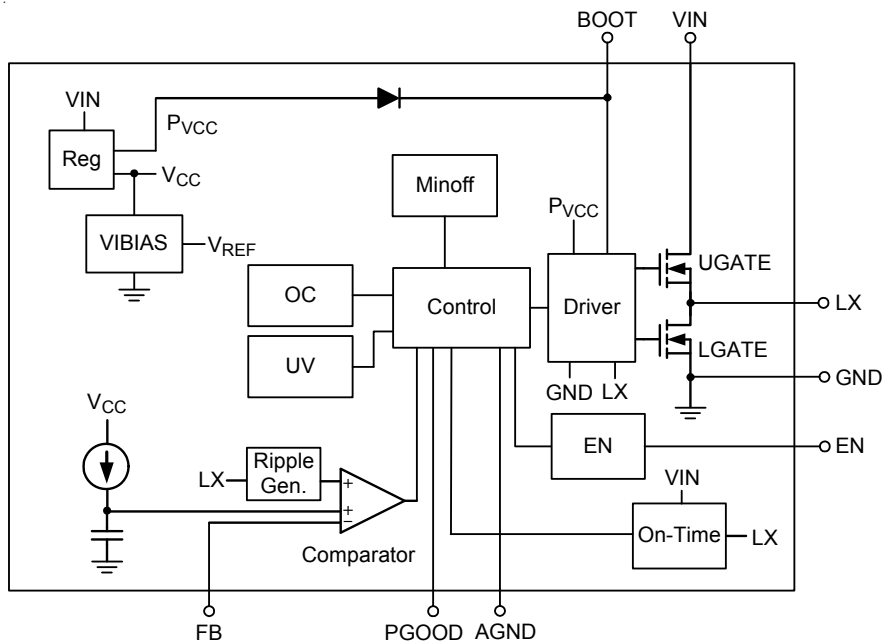 BOOT VIN
VIN
PVCC
Reg
VCC
Minoff
PVCC
VIBIAS
VREF
UGATE
OC
Control
Driver
LX
LGATE
UV
GND LX
GND
VCC
EN
EN
LX
Ripple
Gen.
+
+
−
VIN
On-Time
LX
Comparator
FB
PGOOD AGND